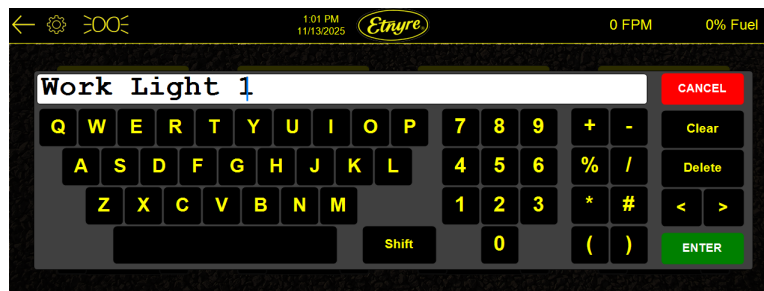 1:01 PM
11/13/2025
Etnyre
0 FPM
0% Fuel
Work Light 1
CANCEL
Q W E R T Y U I O P 7 8 9 + - Clear
A S D F G H J K L 4 5 6 % / Delete
Z X C V B N M 1 2 3 * # < >
Shift 0 ( ) ENTER